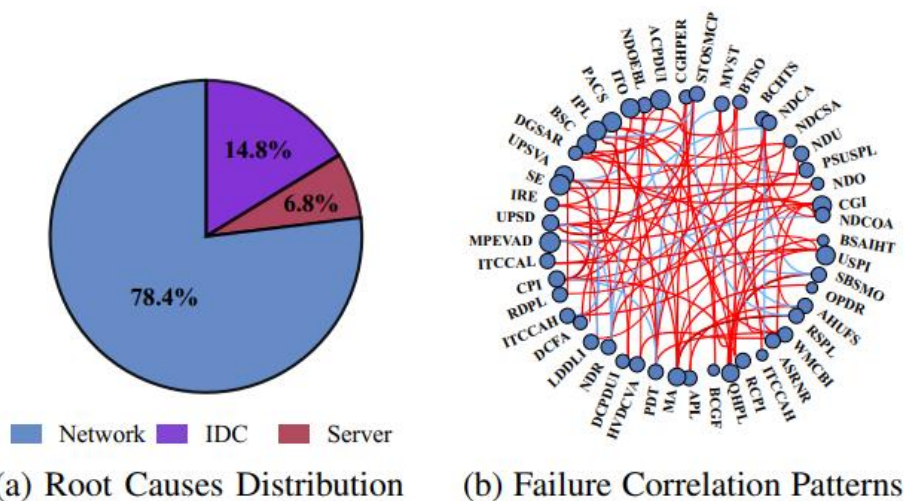 14.8%
6.8%
78.4%
Network IDC Server
(a) Root Causes Distribution
UPSVA
DGSAR
BSC
IPL
PACS
ITO
NDOEBL
UCPDUCA
CGHPER
STOSMCP
MVST
BTSO
BCHTS
NDCA
NDCSA
NDU
PSUSPL
NDO
CGI
NDCOA
BSAIHT
USPI
SBSMO
OPDR
AHUFS
RSPL
WMCBI
ASRNR
ITCCAH
RCPI
QHPL
BCGF
APL
MA
PDT
HVDCVA
DCPDUI
NDR
LDDLI
DCFA
ITCCAH
RDPL
CPI
ITCCAL
MPEVAD
UPSD
IRE
SE
(b) Failure Correlation Patterns